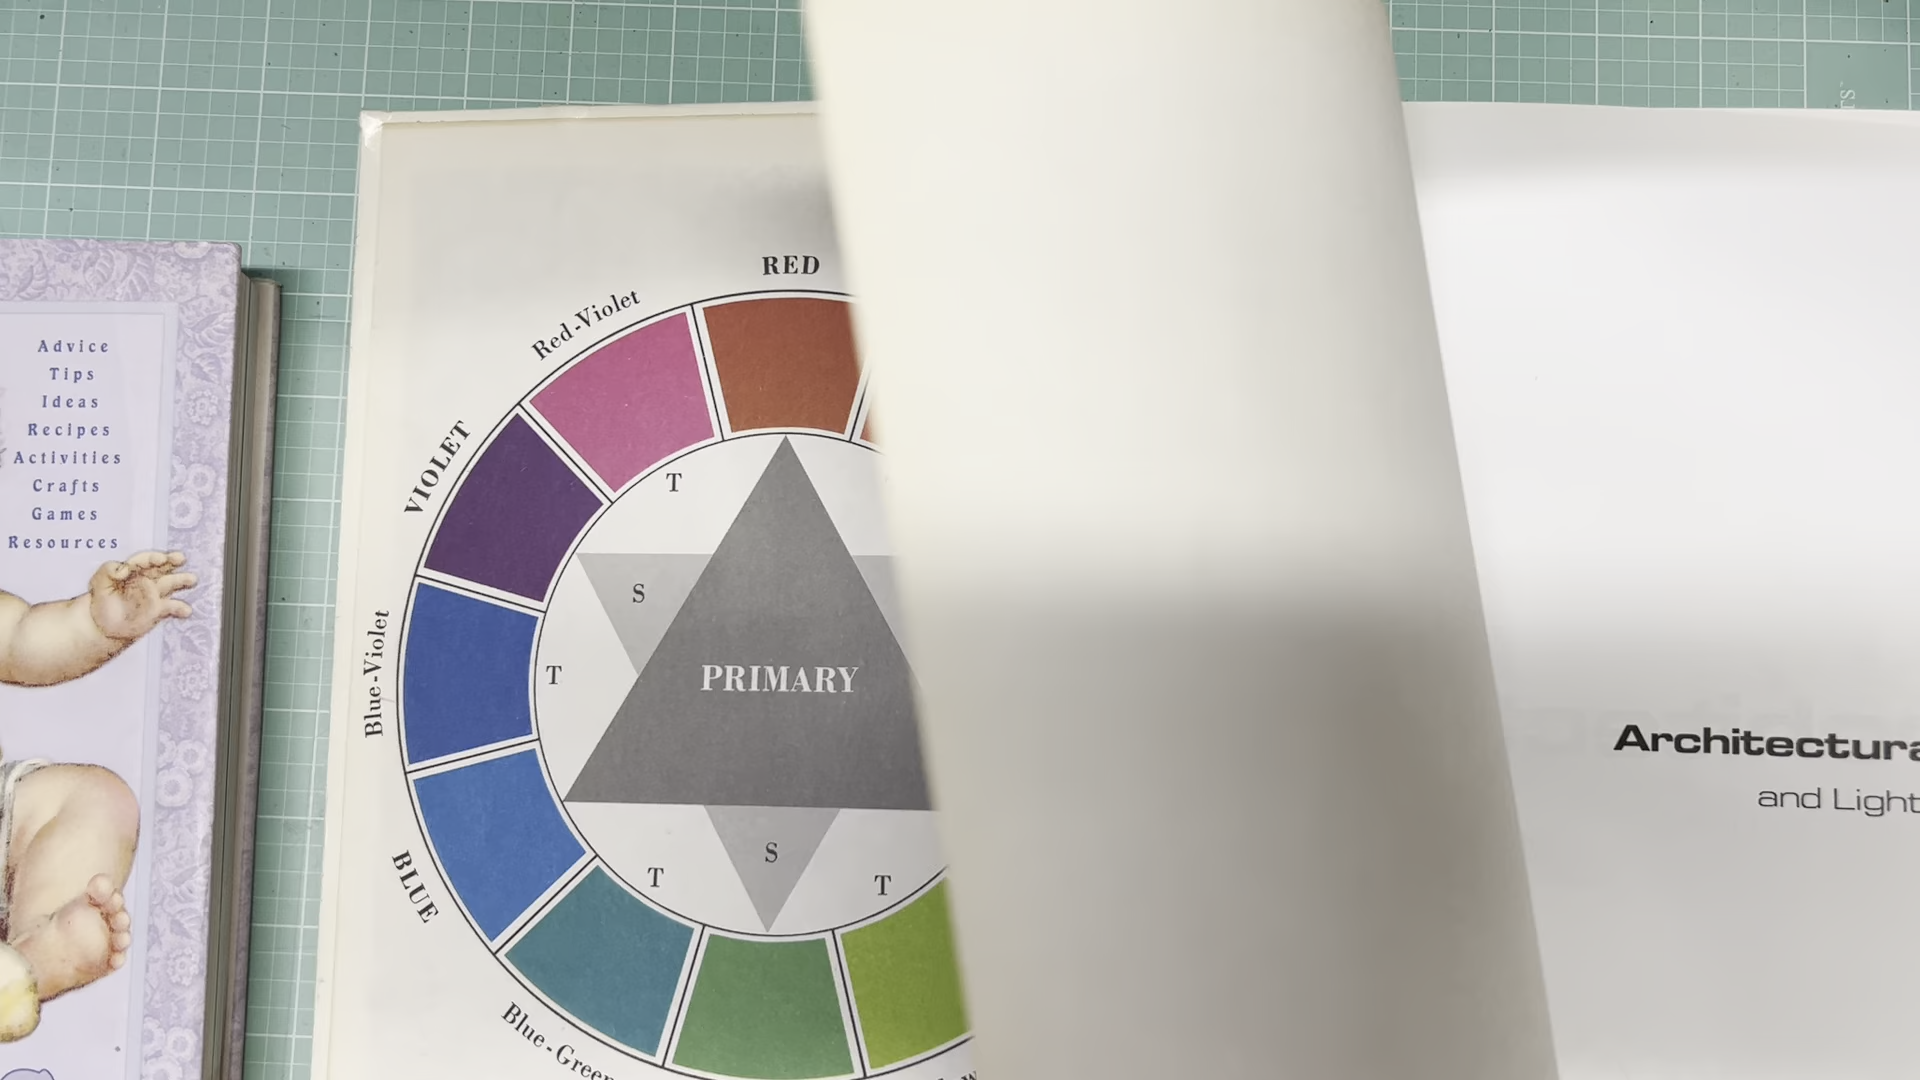 Advice
Tips
Ideas
Recipes
Activities
Crafts
Games
Resources
RED
Red-Violet
VIOLET
Blue-Violet
BLUE
Blue-Green
T
S
T
PRIMARY
S
T
T
Architectura
and Light
TS